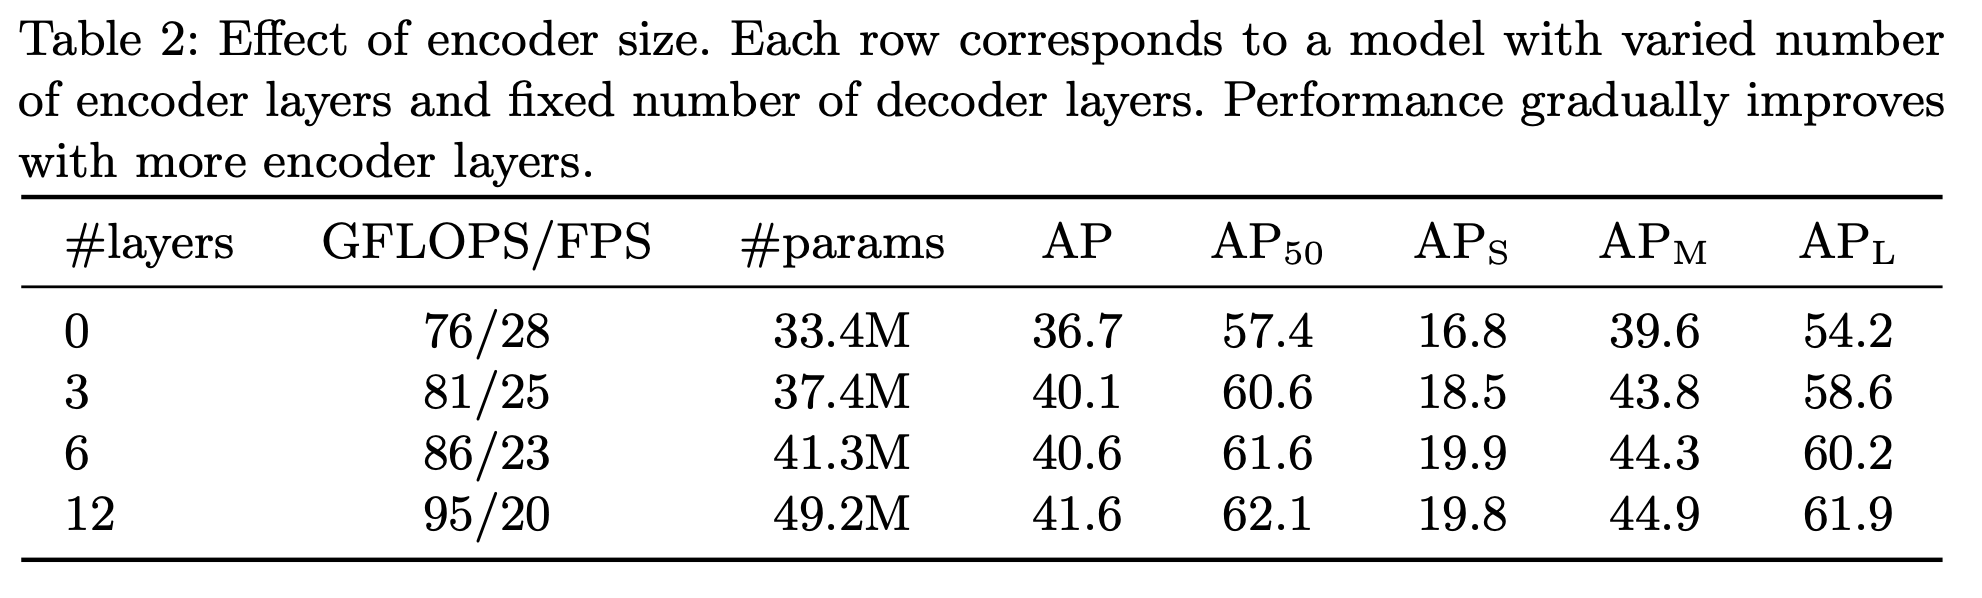 Table 2: Effect of encoder size. Each row corresponds to a model with varied number
of encoder layers and fixed number of decoder layers. Performance gradually improves
with more encoder layers.
#layers GFLOPS/FPS #params AP AP50 APS APM APL
0 76/28 33.4M 36.7 57.4 16.8 39.6 54.2
3 81/25 37.4M 40.1 60.6 18.5 43.8 58.6
6 86/23 41.3M 40.6 61.6 19.9 44.3 60.2
12 95/20 49.2M 41.6 62.1 19.8 44.9 61.9